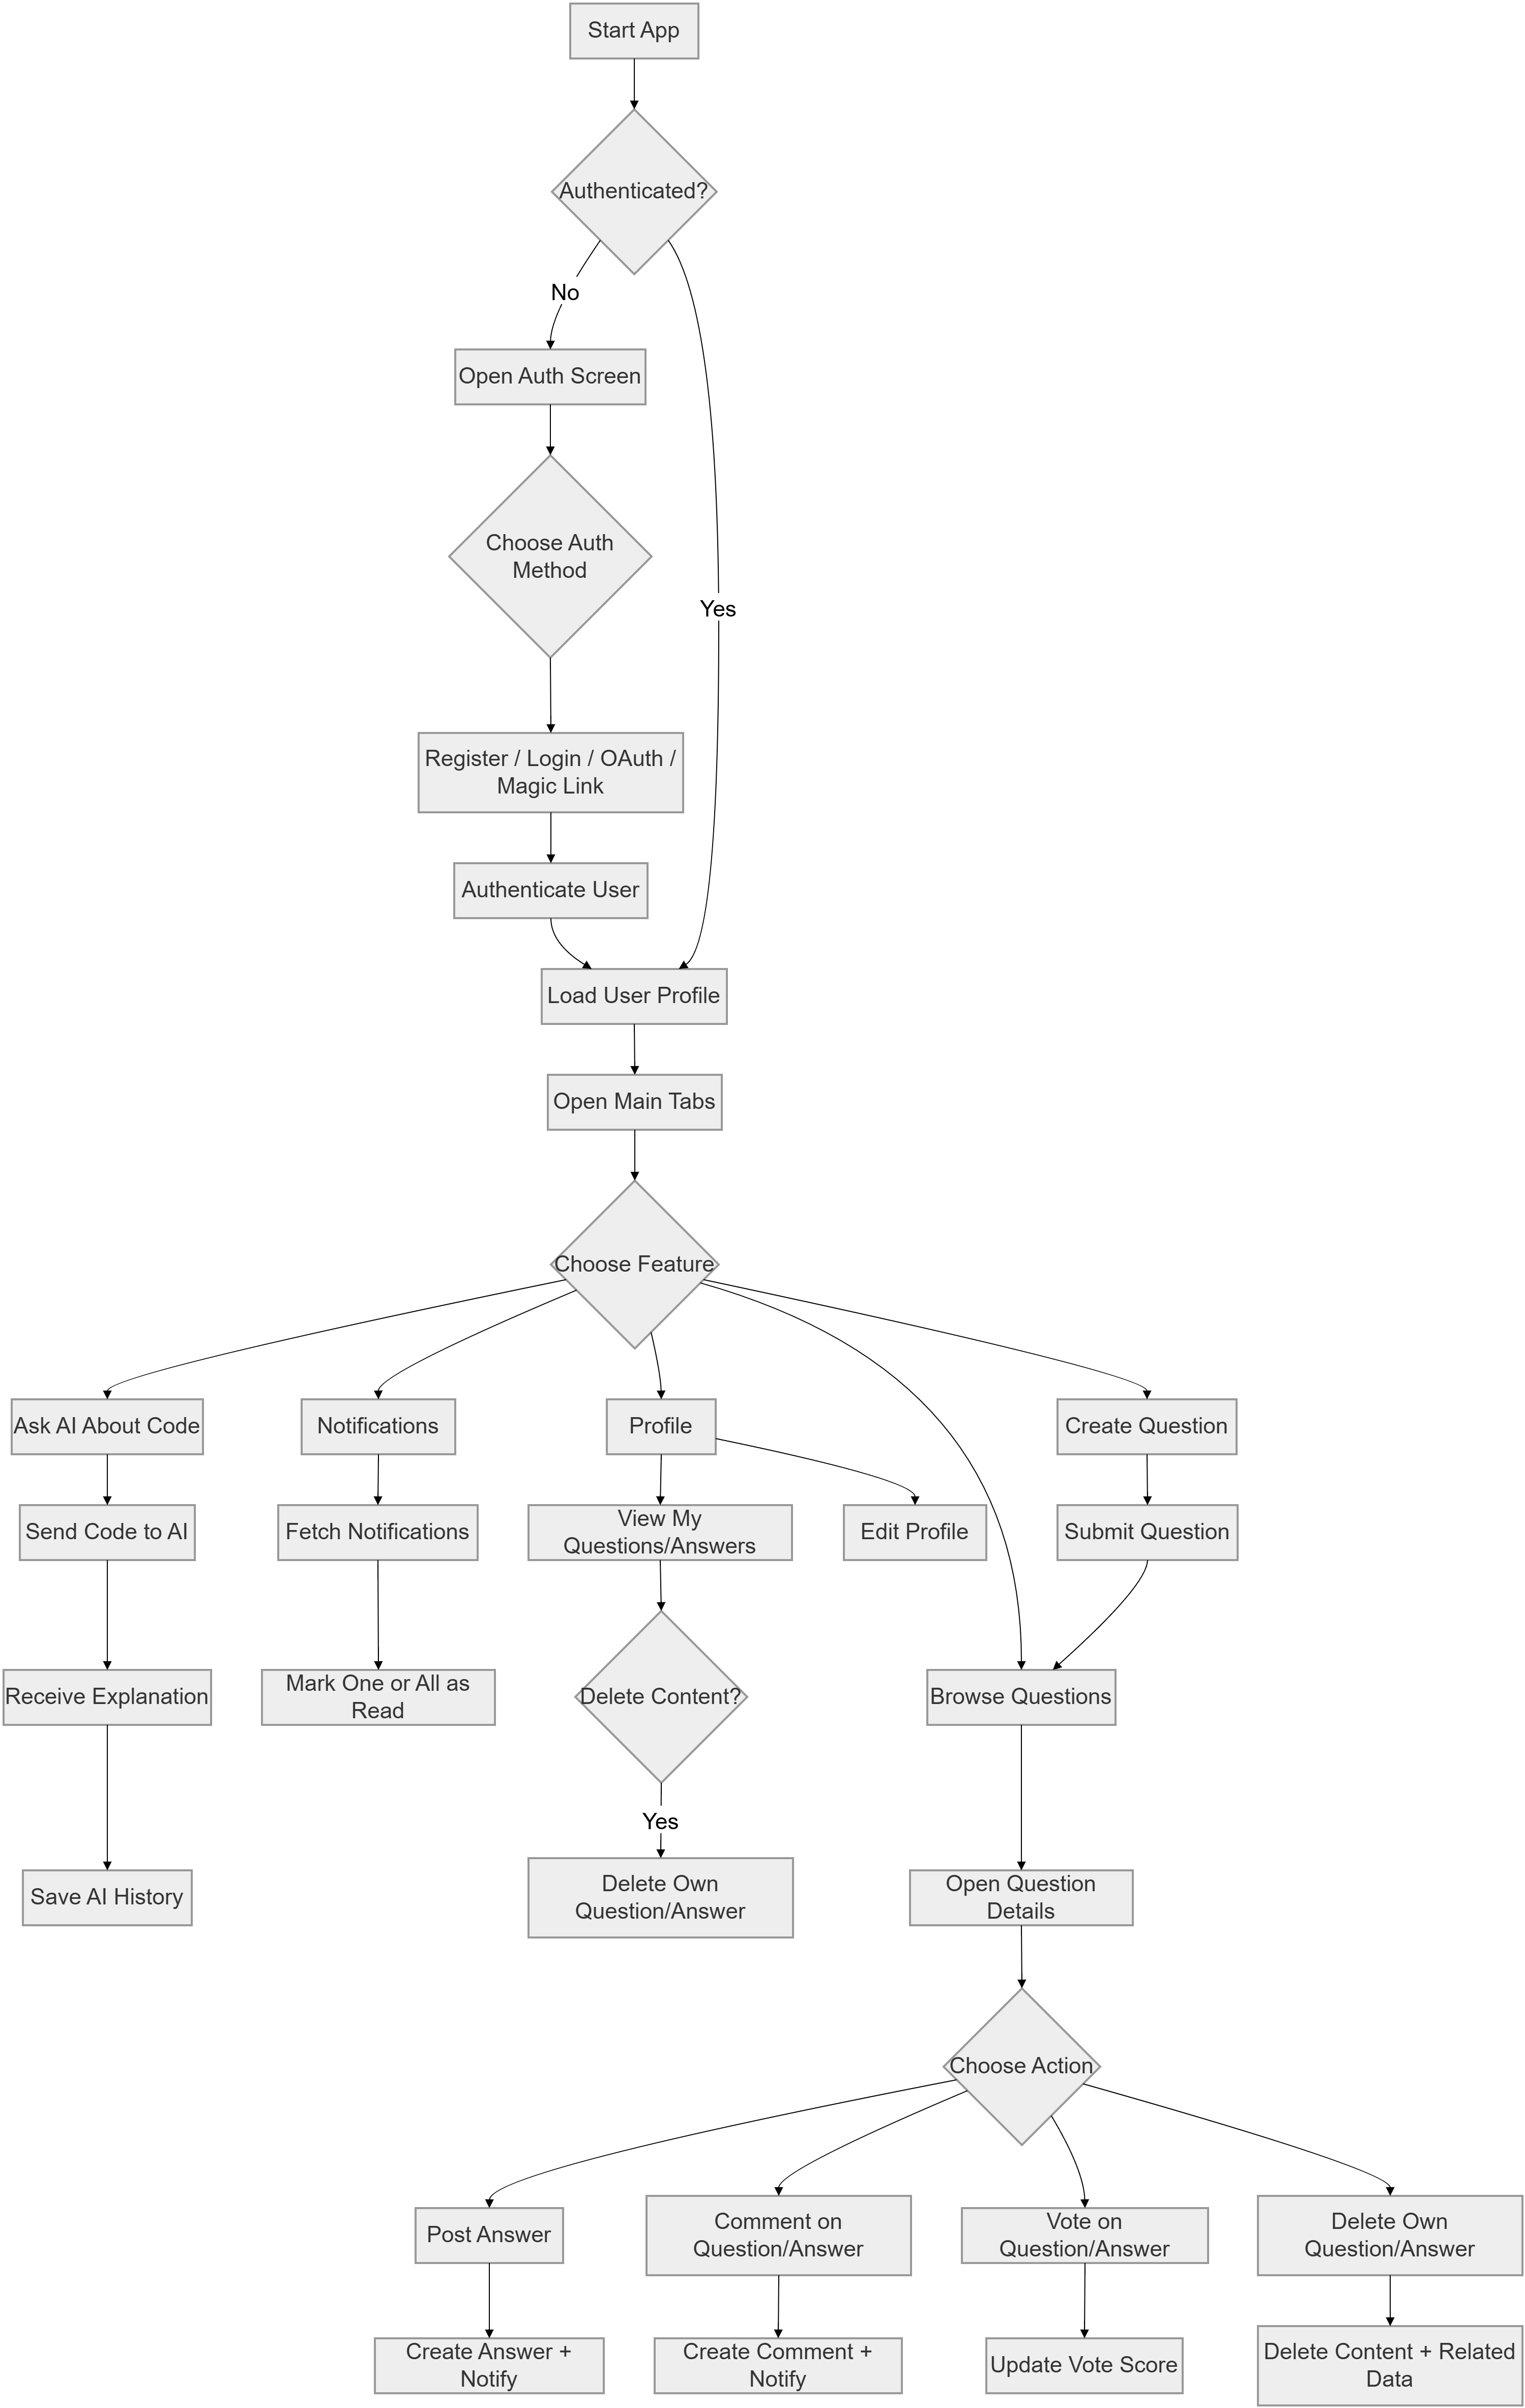 Start App
Authenticated?
No
Open Auth Screen
Choose Auth
Method
Yes
Register / Login / OAuth /
Magic Link
Authenticate User
Load User Profile
Open Main Tabs
Choose Feature
Ask AI About Code
Notifications
Profile
Create Question
Send Code to AI
Fetch Notifications
View My
Questions/Answers
Edit Profile
Submit Question
Receive Explanation
Mark One or All as
Read
Delete Content?
Browse Questions
Yes
Save AI History
Delete Own
Question/Answer
Open Question
Details
Choose Action
Post Answer
Comment on
Question/Answer
Vote on
Question/Answer
Delete Own
Question/Answer
Create Answer +
Notify
Create Comment +
Notify
Update Vote Score
Delete Content + Related
Data